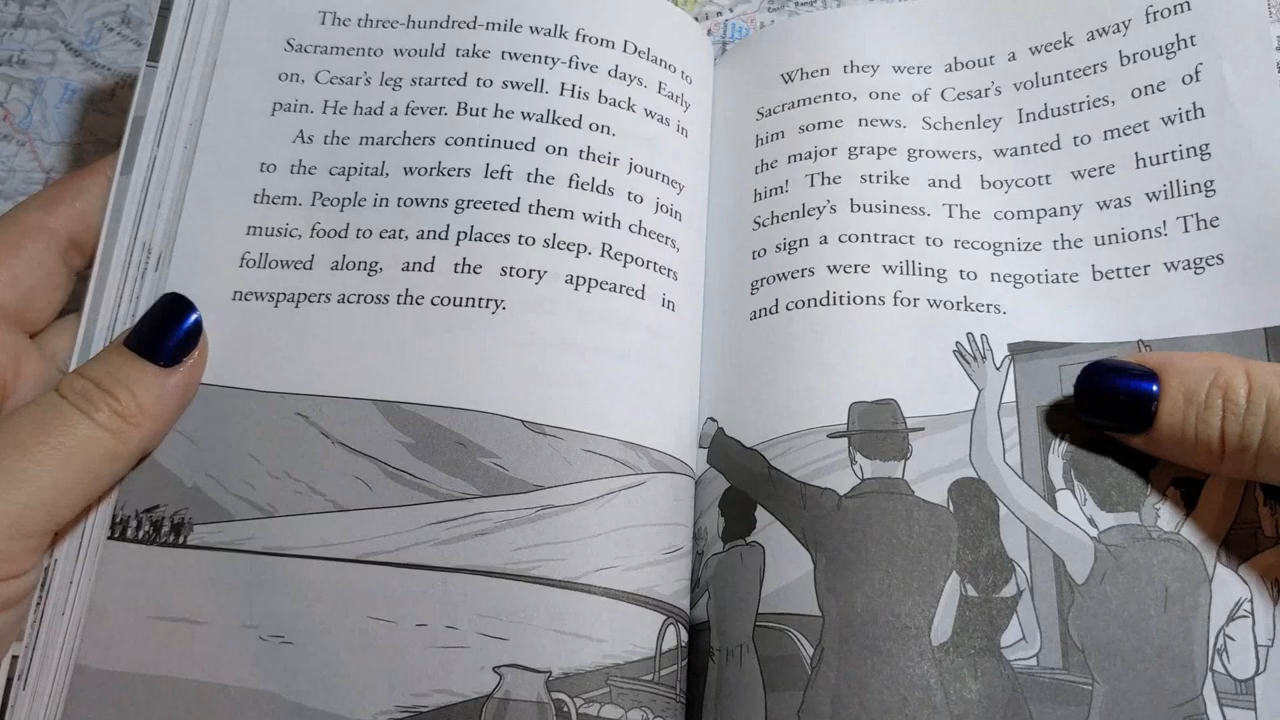 The three-hundred-mile walk from Delano to
Sacramento would take twenty-five days. Early
on, Cesar's leg started to swell. His back was in
pain. He had a fever. But he walked on.
As the marchers continued on their journey
to the capital, workers left the fields to join
them. People in towns greeted them with cheers,
music, food to eat, and places to sleep. Reporters
followed along, and the story appeared in
newspapers across the country.
When they were about a week away from
Sacramento, one of Cesar's volunteers brought
him some news. Schenley Industries, one of
the major grape growers, wanted to meet with
him! The strike and boycott were hurting
Schenley's business. The company was willing
to sign a contract to recognize the unions! The
growers were willing to negotiate better wages
and conditions for workers.